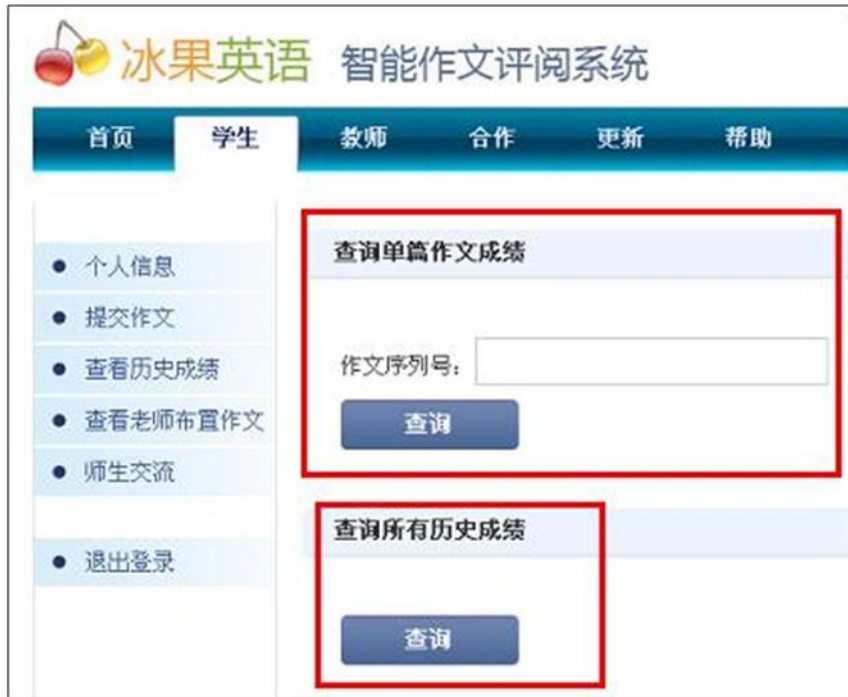 冰果英语 智能作文评阅系统
首页 学生 教师 合作 更新 帮助
个人信息
提交作文
查看历史成绩
查看老师布置作文
师生交流
退出登录
查询单篇作文成绩
作文序列号：
查询
查询所有历史成绩
查询